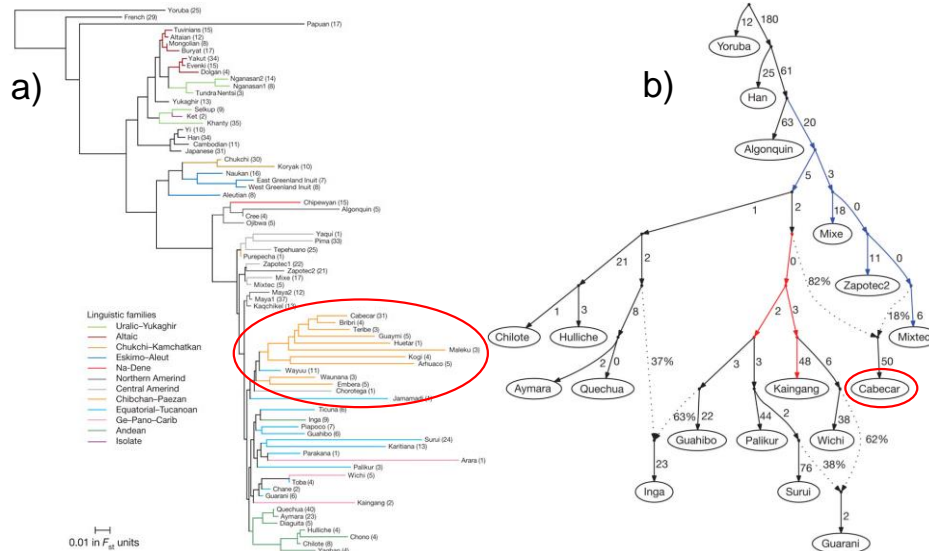 a)
Yoruba (25)
French (29)
Papuan (17)
Tuvinians (15)
Altaian (12)
Mongolian (8)
Buryat (17)
Yakut (34)
Evenki (15)
Dolgan (4)
Nganasan2 (14)
Nganasan1 (8)
Tundra Nentsi (3)
Yukaghir (13)
Selkup (9)
Ket (2)
Khanty (35)
Yi (10)
Han (34)
Cambodian (11)
Japanese (31)
Chukchi (30)
Koryak (10)
Naukan (16)
East Greenland Inuit (7)
West Greenland Inuit (8)
Aleutian (8)
Chipewyan (15)
Algonquin (5)
Cree (4)
Ojibwa (5)
Yaqui (1)
Pima (33)
Tepehuano (25)
Purepecha (1)
Zapotec1 (22)
Zapotec2 (21)
Mixe (17)
Mixtec (5)
Maya2 (12)
Maya1 (37)
Kaqchikel
Cabecar (31)
Bribri (4)
Teribe (3)
Guaymi (5)
Huetar (1)
Maleku (3)
Kogi (4)
Arhuaco (5)
Wayuu (11)
Waunana (3)
Embera (5)
Chorotega (1)
Jamamadi (1)
Ticuna (6)
Inga (9)
Piapoco (7)
Guahibo (6)
Surui (24)
Karitiana (13)
Parakana (1)
Arara (1)
Palikur (3)
Wichi (5)
Toba (4)
Chane (2)
Guarani (6)
Kaingang (2)
Quechua (40)
Aymara (23)
Diaguita (5)
Hulliche (4)
Chono (4)
Chilote (8)
Yaghan (4)
Linguistic families
Uralic–Yukaghir
Altaic
Chukchi–Kamchatkan
Eskimo–Aleut
Na–Dene
Northern Amerind
Central Amerind
Chibchan–Paezan
Equatorial–Tucanoan
Ge–Pano–Carib
Andean
Isolate
0.01 in Fst units
b)
12 180
Yoruba
25 61
Han
63 20
Algonquin
5 3
1 2 18 0
Mixe
21 2 0 82% 11 0
Zapotec2
18% 6
Mixtec
1 3 8 37% 2 3 50
Chilote Hulliche
2 0 3 3 48 6
Aymara Quechua Kaingang Cabecar
63% 22 44 2 38 62%
Guahibo Palikur Wichi
23 76 38%
Inga Surui
2
Guarani